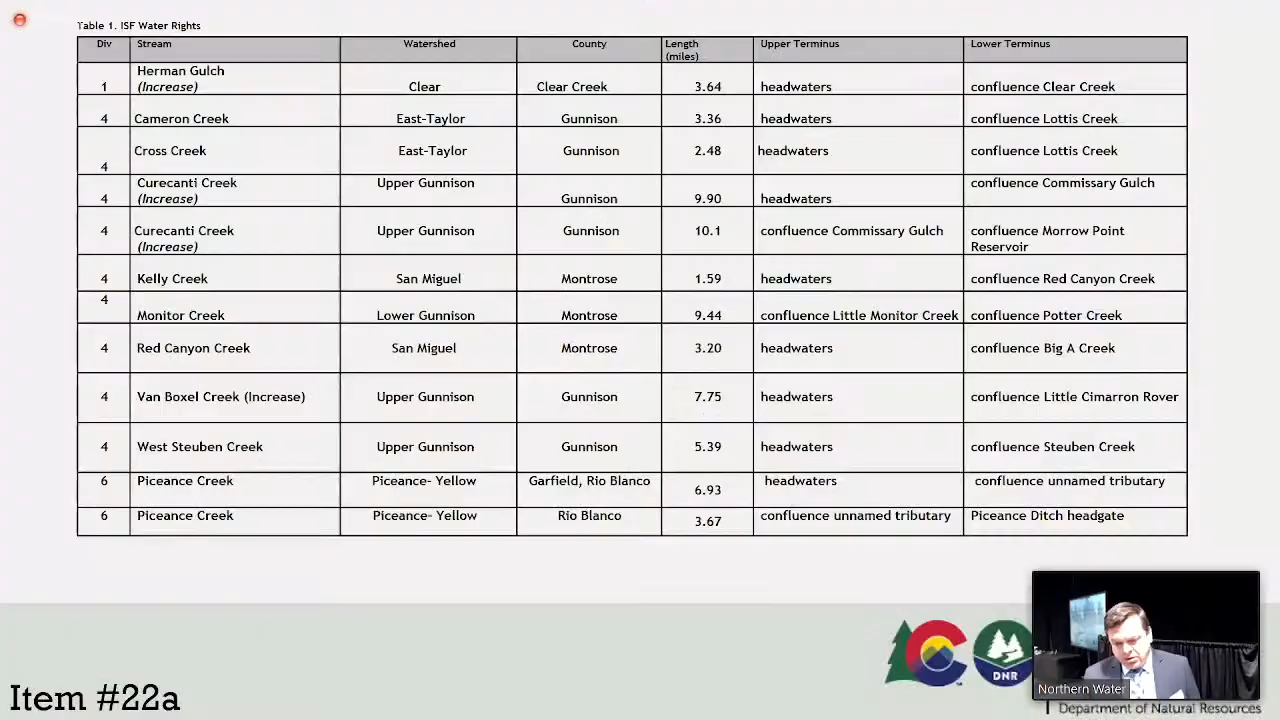 Table 1. ISF Water Rights
Div Stream Watershed County Length (miles) Upper Terminus Lower Terminus
1 Herman Gulch (Increase) Clear Clear Creek 3.64 headwaters confluence Clear Creek
4 Cameron Creek East-Taylor Gunnison 3.36 headwaters confluence Lottis Creek
4 Cross Creek East-Taylor Gunnison 2.48 headwaters confluence Lottis Creek
4 Curecanti Creek (Increase) Upper Gunnison Gunnison 9.90 headwaters confluence Commissary Gulch
4 Curecanti Creek (Increase) Upper Gunnison Gunnison 10.1 confluence Commissary Gulch confluence Morrow Point Reservoir
4 Kelly Creek San Miguel Montrose 1.59 headwaters confluence Red Canyon Creek
4 Monitor Creek Lower Gunnison Montrose 9.44 confluence Little Monitor Creek confluence Potter Creek
4 Red Canyon Creek San Miguel Montrose 3.20 headwaters confluence Big A Creek
4 Van Boxel Creek (Increase) Upper Gunnison Gunnison 7.75 headwaters confluence Little Cimarron Rover
4 West Steuben Creek Upper Gunnison Gunnison 5.39 headwaters confluence Steuben Creek
6 Piceance Creek Piceance- Yellow Garfield, Rio Blanco 6.93 headwaters confluence unnamed tributary
6 Piceance Creek Piceance- Yellow Rio Blanco 3.67 confluence unnamed tributary Piceance Ditch headgate
DNR
Northern Water
Department of Natural Resources
Item #22a